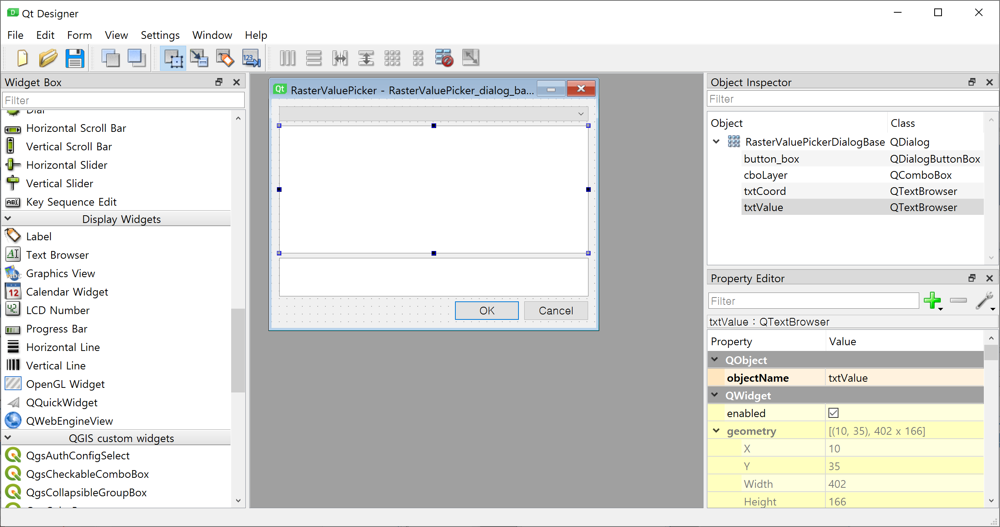 Qt Designer
File Edit Form View Settings Window Help
Widget Box
Filter
Dial
Horizontal Scroll Bar
Vertical Scroll Bar
Horizontal Slider
Vertical Slider
Key Sequence Edit
Display Widgets
Label
Text Browser
Graphics View
Calendar Widget
LCD Number
Progress Bar
Horizontal Line
Vertical Line
OpenGL Widget
QQuickWidget
QWebEngineView
QGIS custom widgets
QgsAuthConfigSelect
QgsCheckableComboBox
QgsCollapsibleGroupBox
Qt RasterValuePicker - RasterValuePicker_dialog_ba...
OK Cancel
Object Inspector
Filter
Object Class
RasterValuePickerDialogBase QDialog
button_box QDialogButtonBox
cboLayer QComboBox
txtCoord QTextBrowser
txtValue QTextBrowser
Property Editor
Filter
txtValue : QTextBrowser
Property Value
QObject
objectName txtValue
QWidget
enabled
geometry [(10, 35), 402 x 166]
X 10
Y 35
Width 402
Height 166